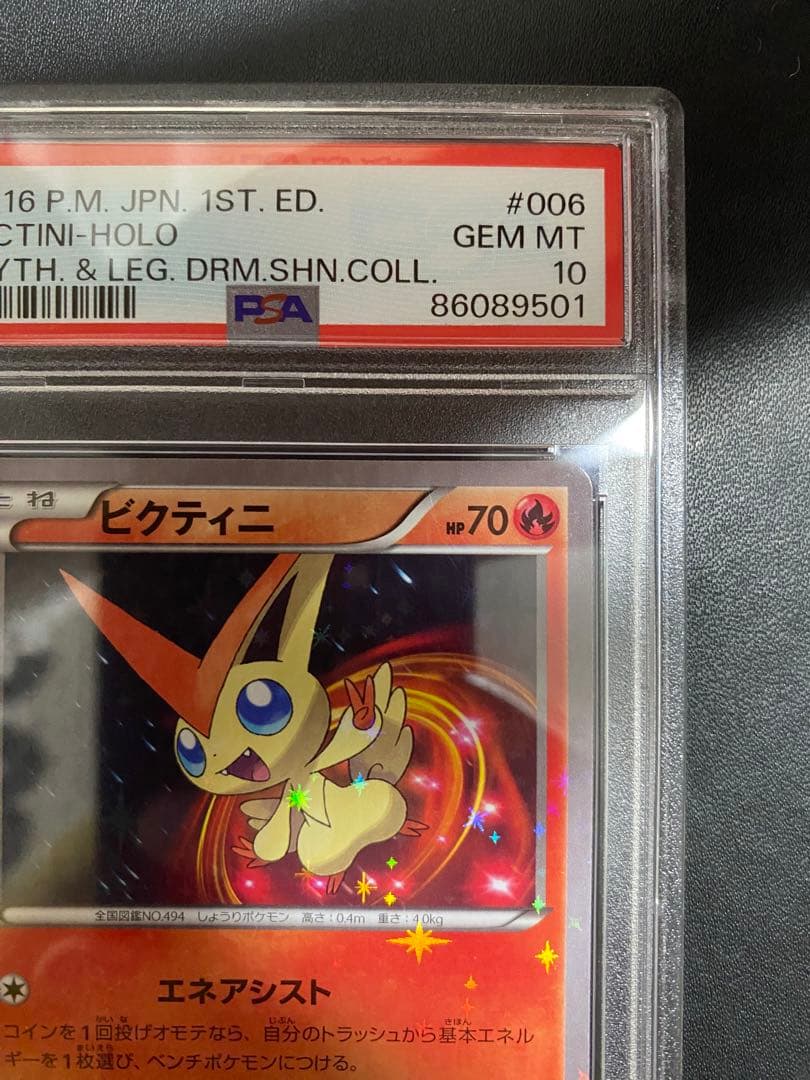 16 P.M. JPN. 1ST. ED. #006
CTINI-HOLO GEM MT
YTH. & LEG. DRM.SHN.COLL. 10
PSA 86089501
たね ビクティニ HP70
全国図鑑NO.494 しょうりポケモン 高さ:0.4m 重さ:4.0kg
エネアシスト
コインを1回投げオモテなら、自分のトラッシュから基本エネル
ギーを1枚選び、ベンチポケモンにつける。